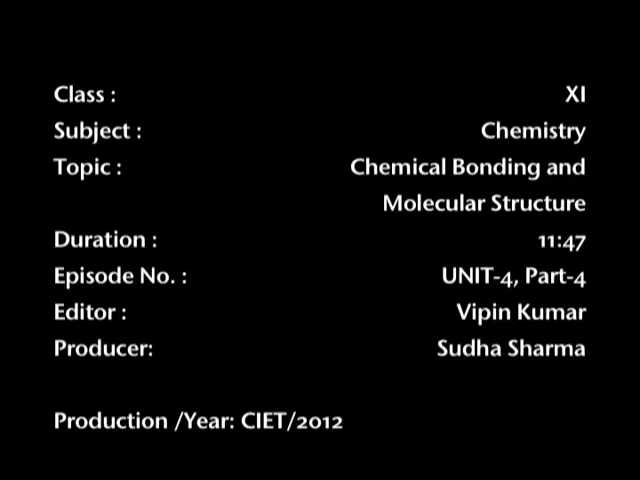 Class : XI
Subject : Chemistry
Topic : Chemical Bonding and
Molecular Structure
Duration : 11:47
Episode No. : UNIT-4, Part-4
Editor : Vipin Kumar
Producer: Sudha Sharma
Production /Year: CIET/2012